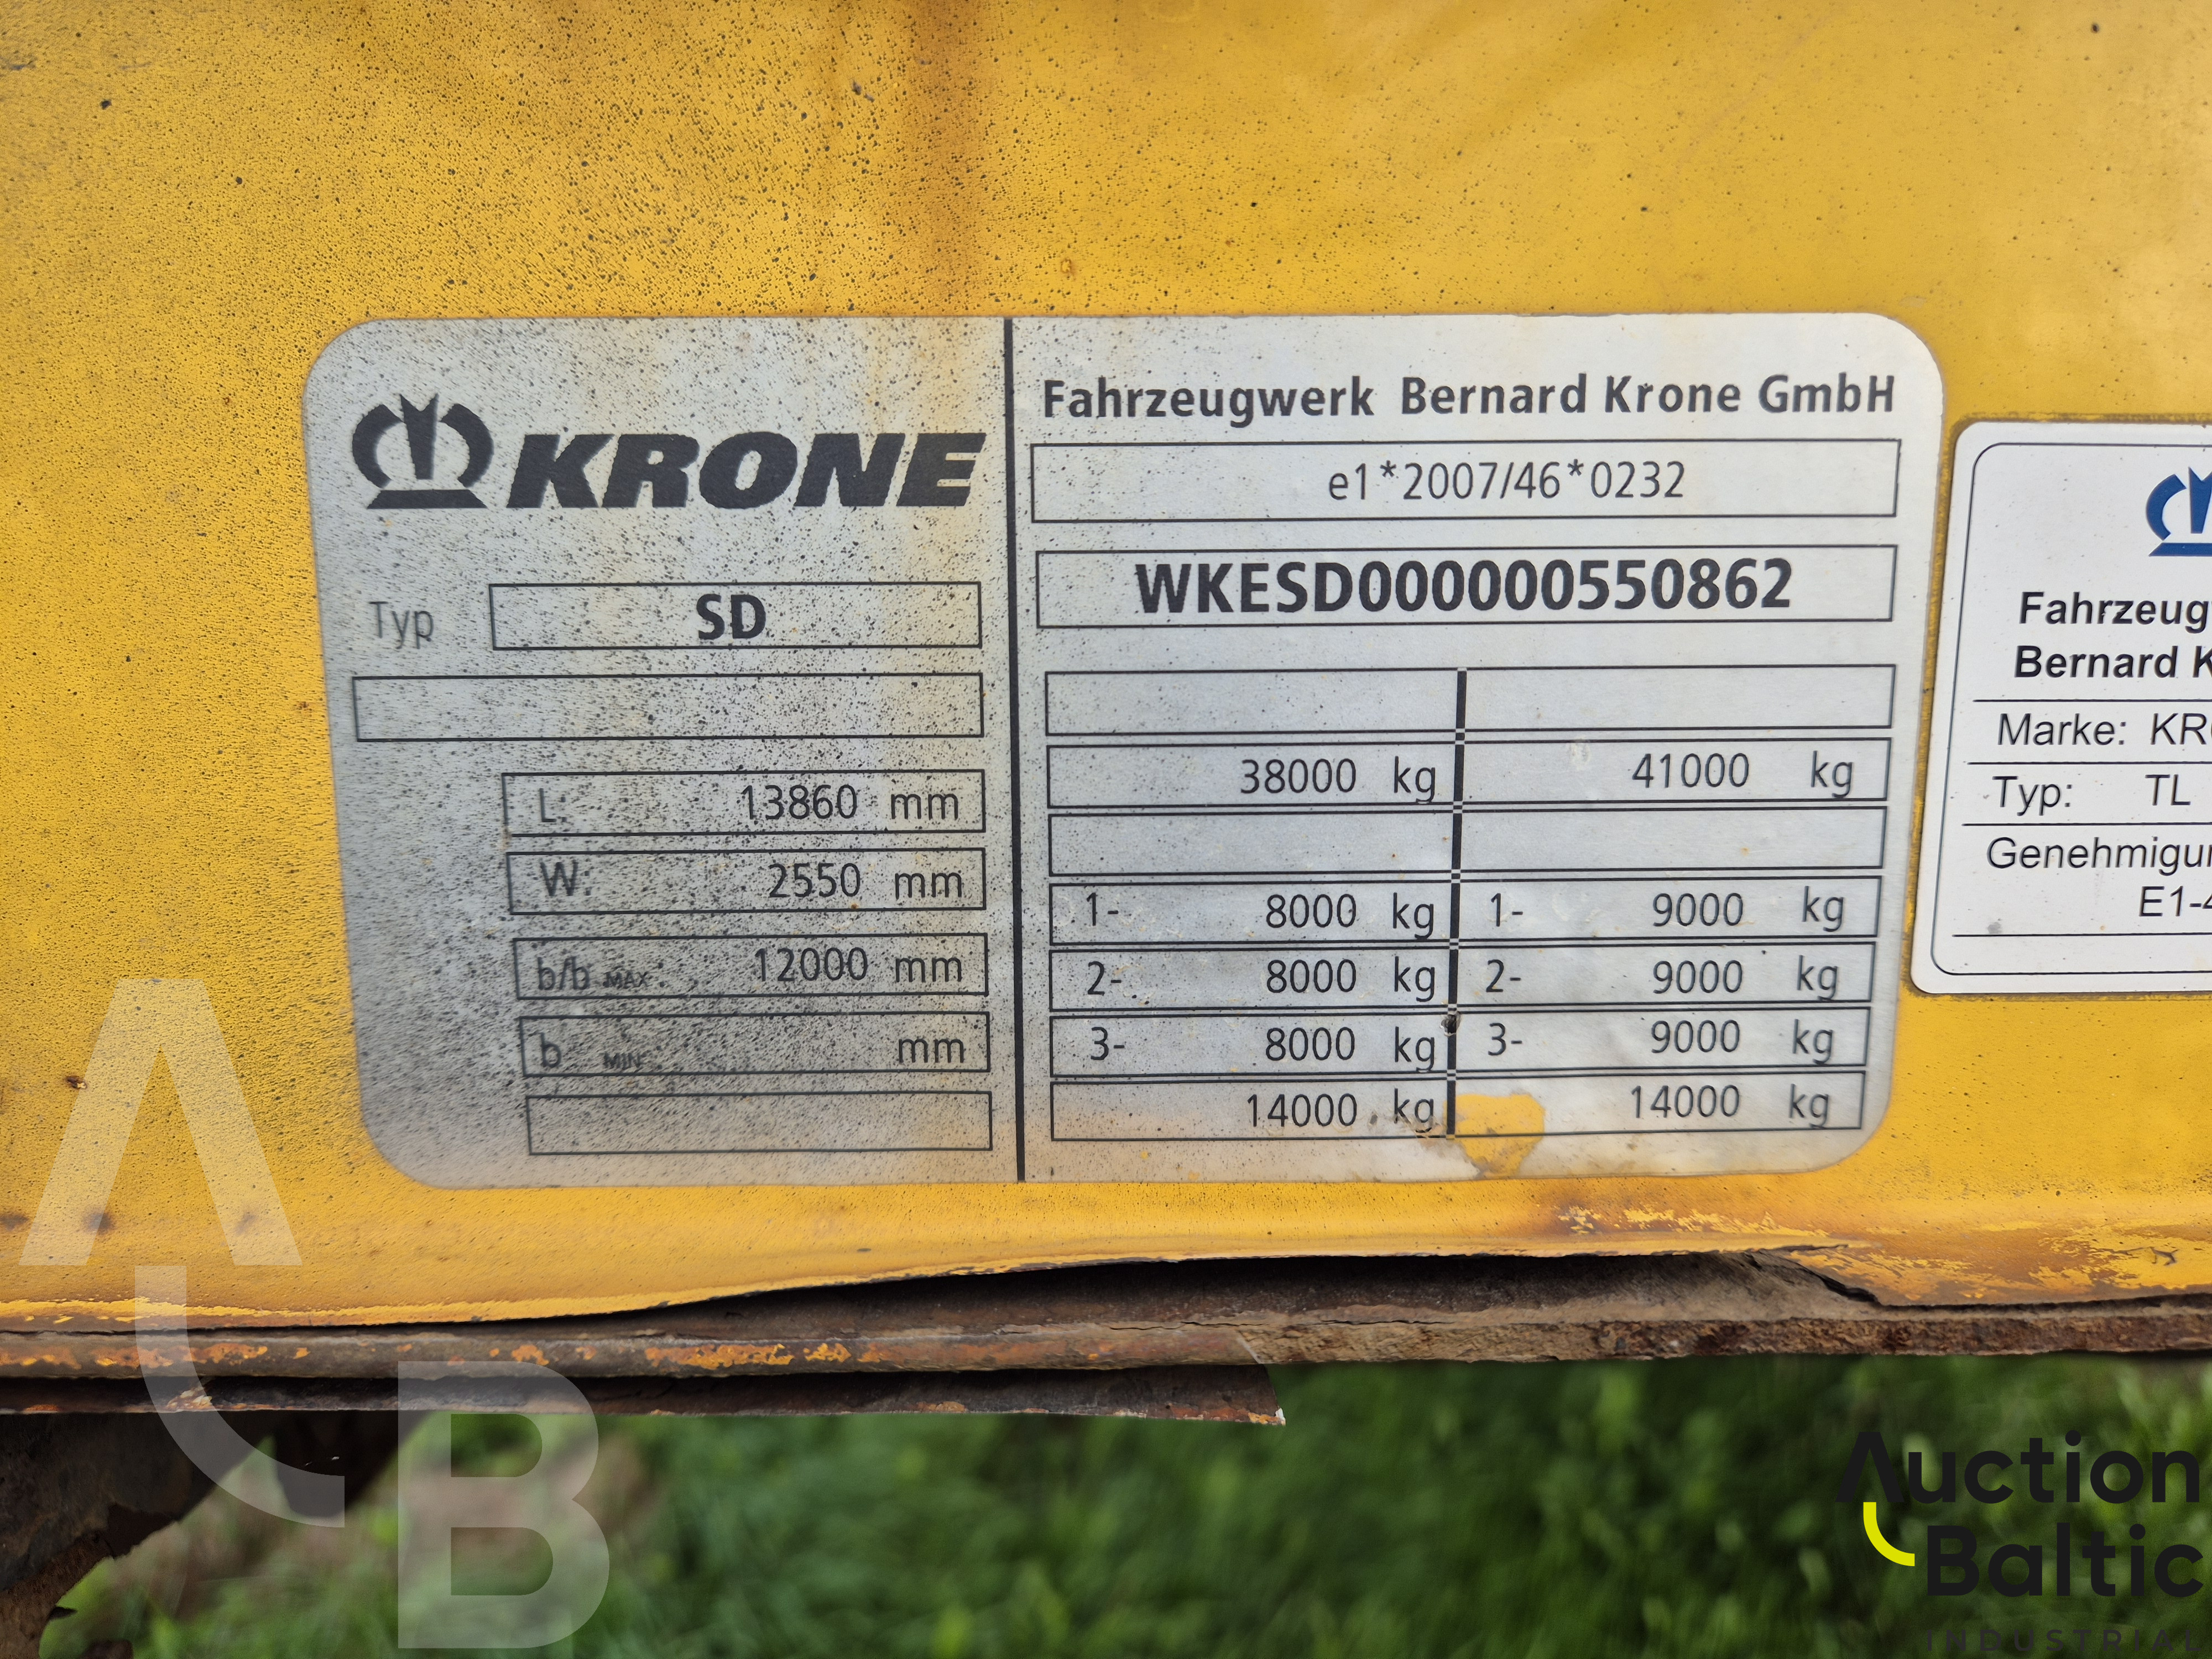 KRONE
Typ SD
L: 13860 mm
W: 2550 mm
b/b MAX: 12000 mm
b MIN: mm
Fahrzeugwerk Bernard Krone GmbH
e1*2007/46*0232
WKESD000000550862
38000 kg 41000 kg
1- 8000 kg 1- 9000 kg
2- 8000 kg 2- 9000 kg
3- 8000 kg 3- 9000 kg
14000 kg 14000 kg
Fahrzeug
Bernard K
Marke: KR
Typ: TL
Genehmigu
E1-4
AB
Auction
Baltic
INDUSTRIAL